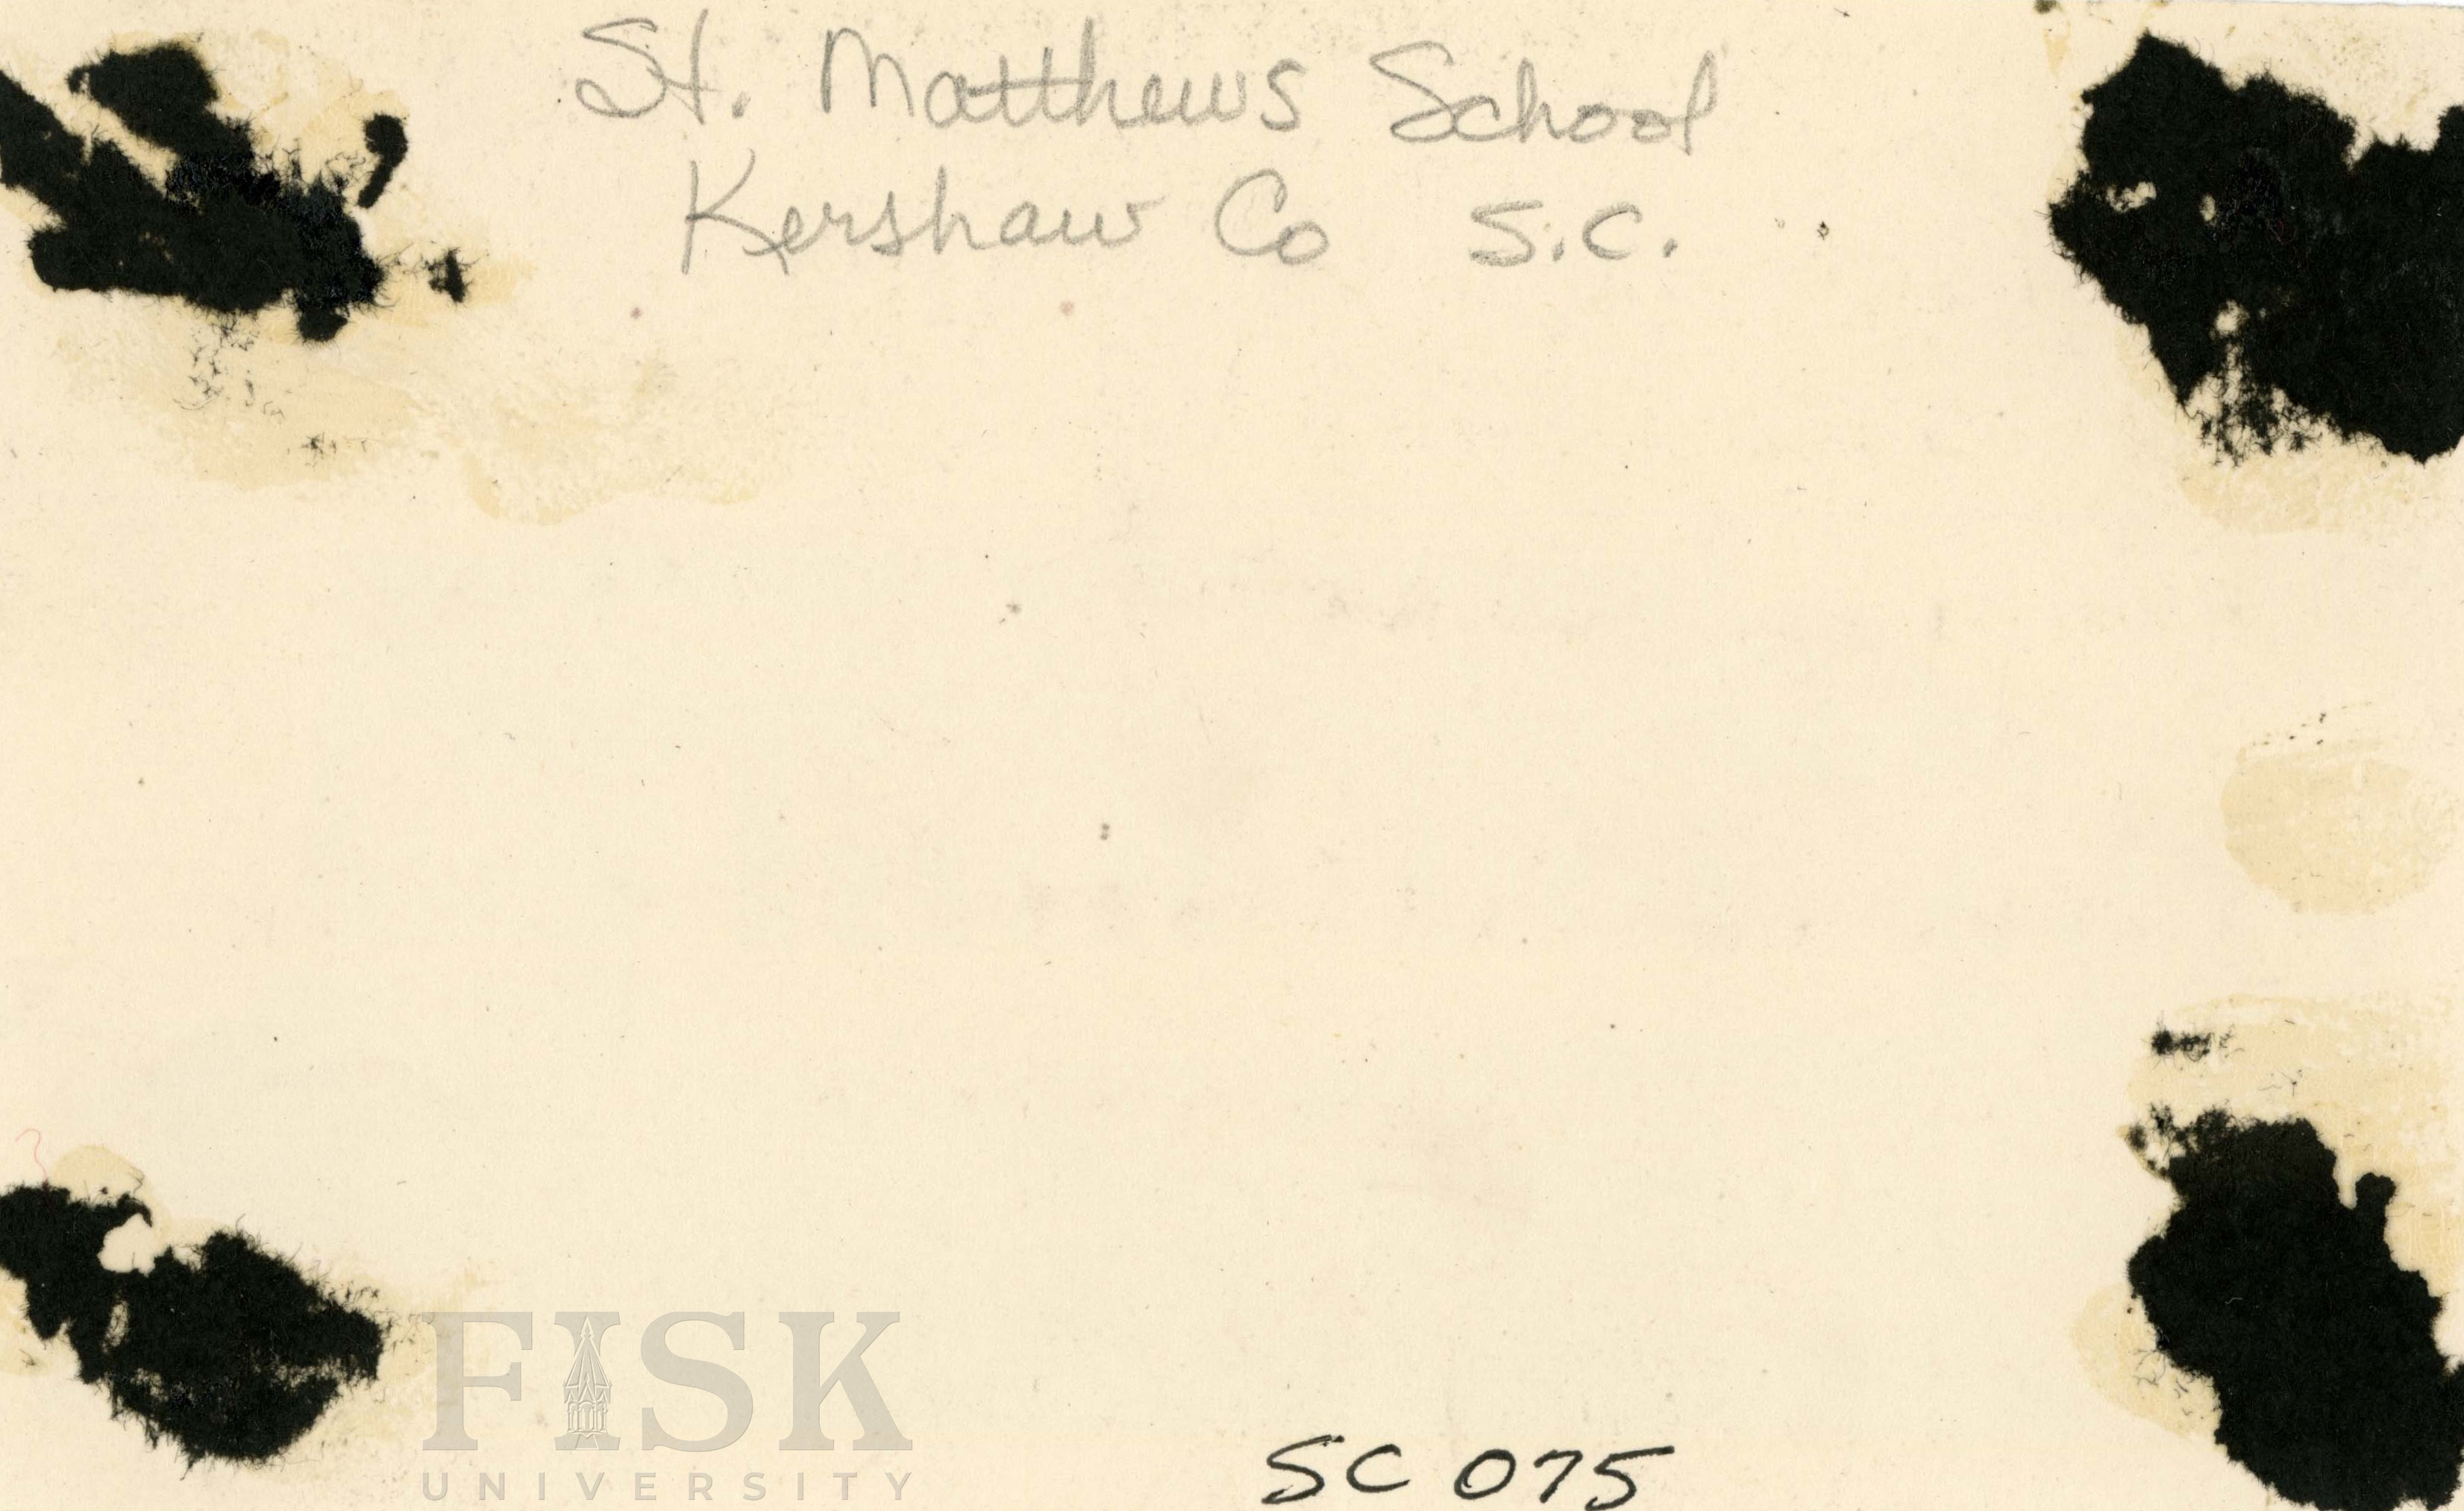 St. Matthews School
Kershaw Co S.C.
FISK
UNIVERSITY
SC 075